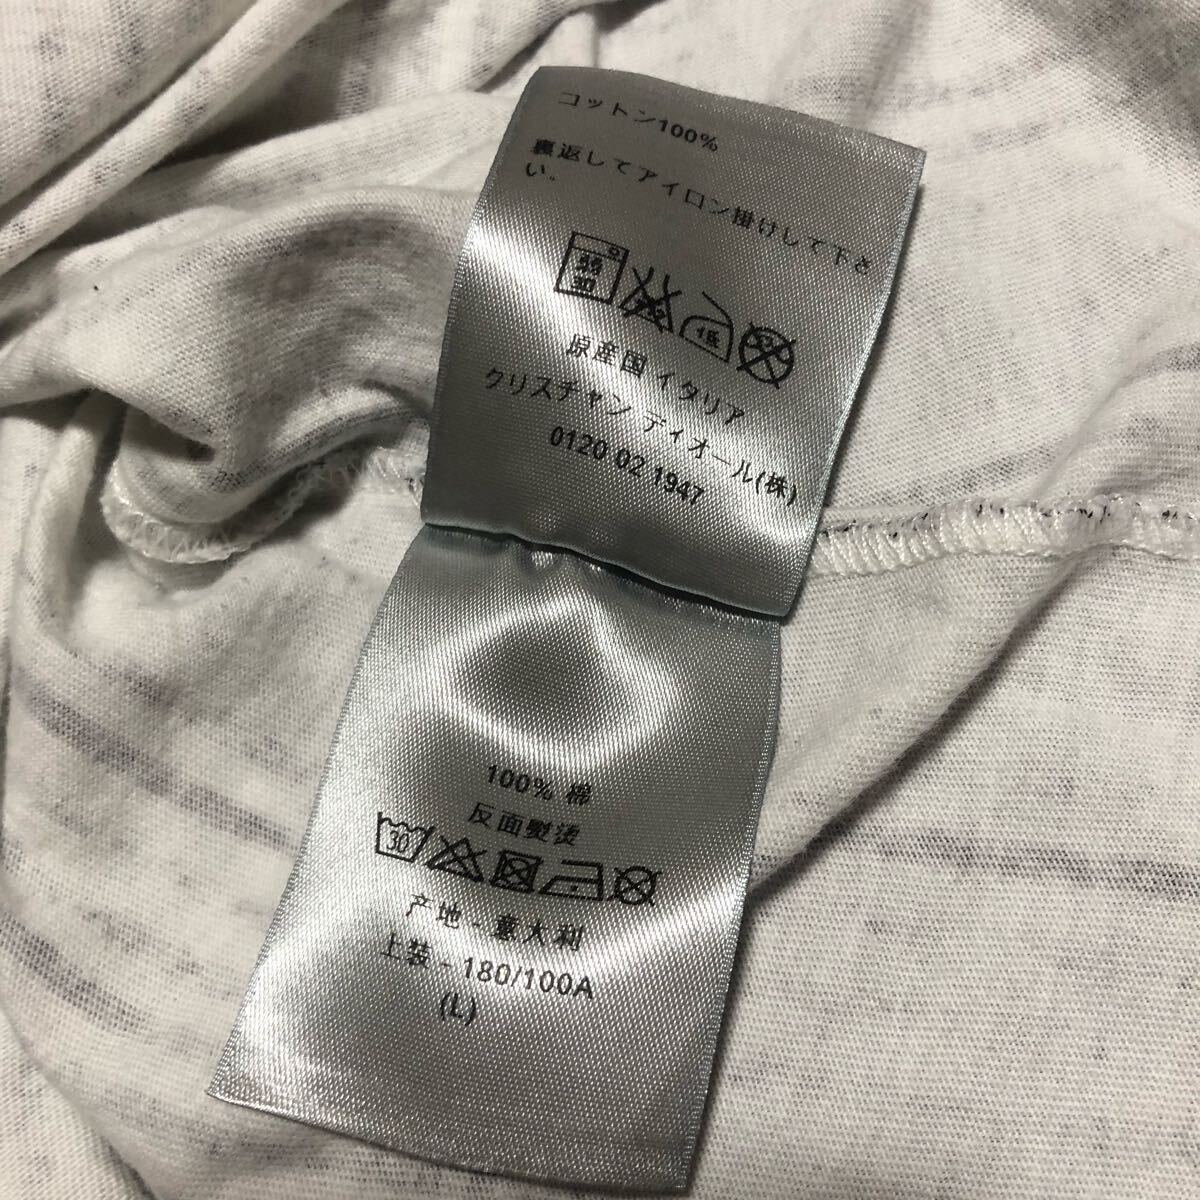 コットン100%
裏返してアイロン掛けして下さ
い。
30
原産国 イタリア
クリスチャン ディオール(株)
0120 02 1947
100% 棉
反面熨烫
30
产地 - 意大利
上装 - 180/100A
(L)